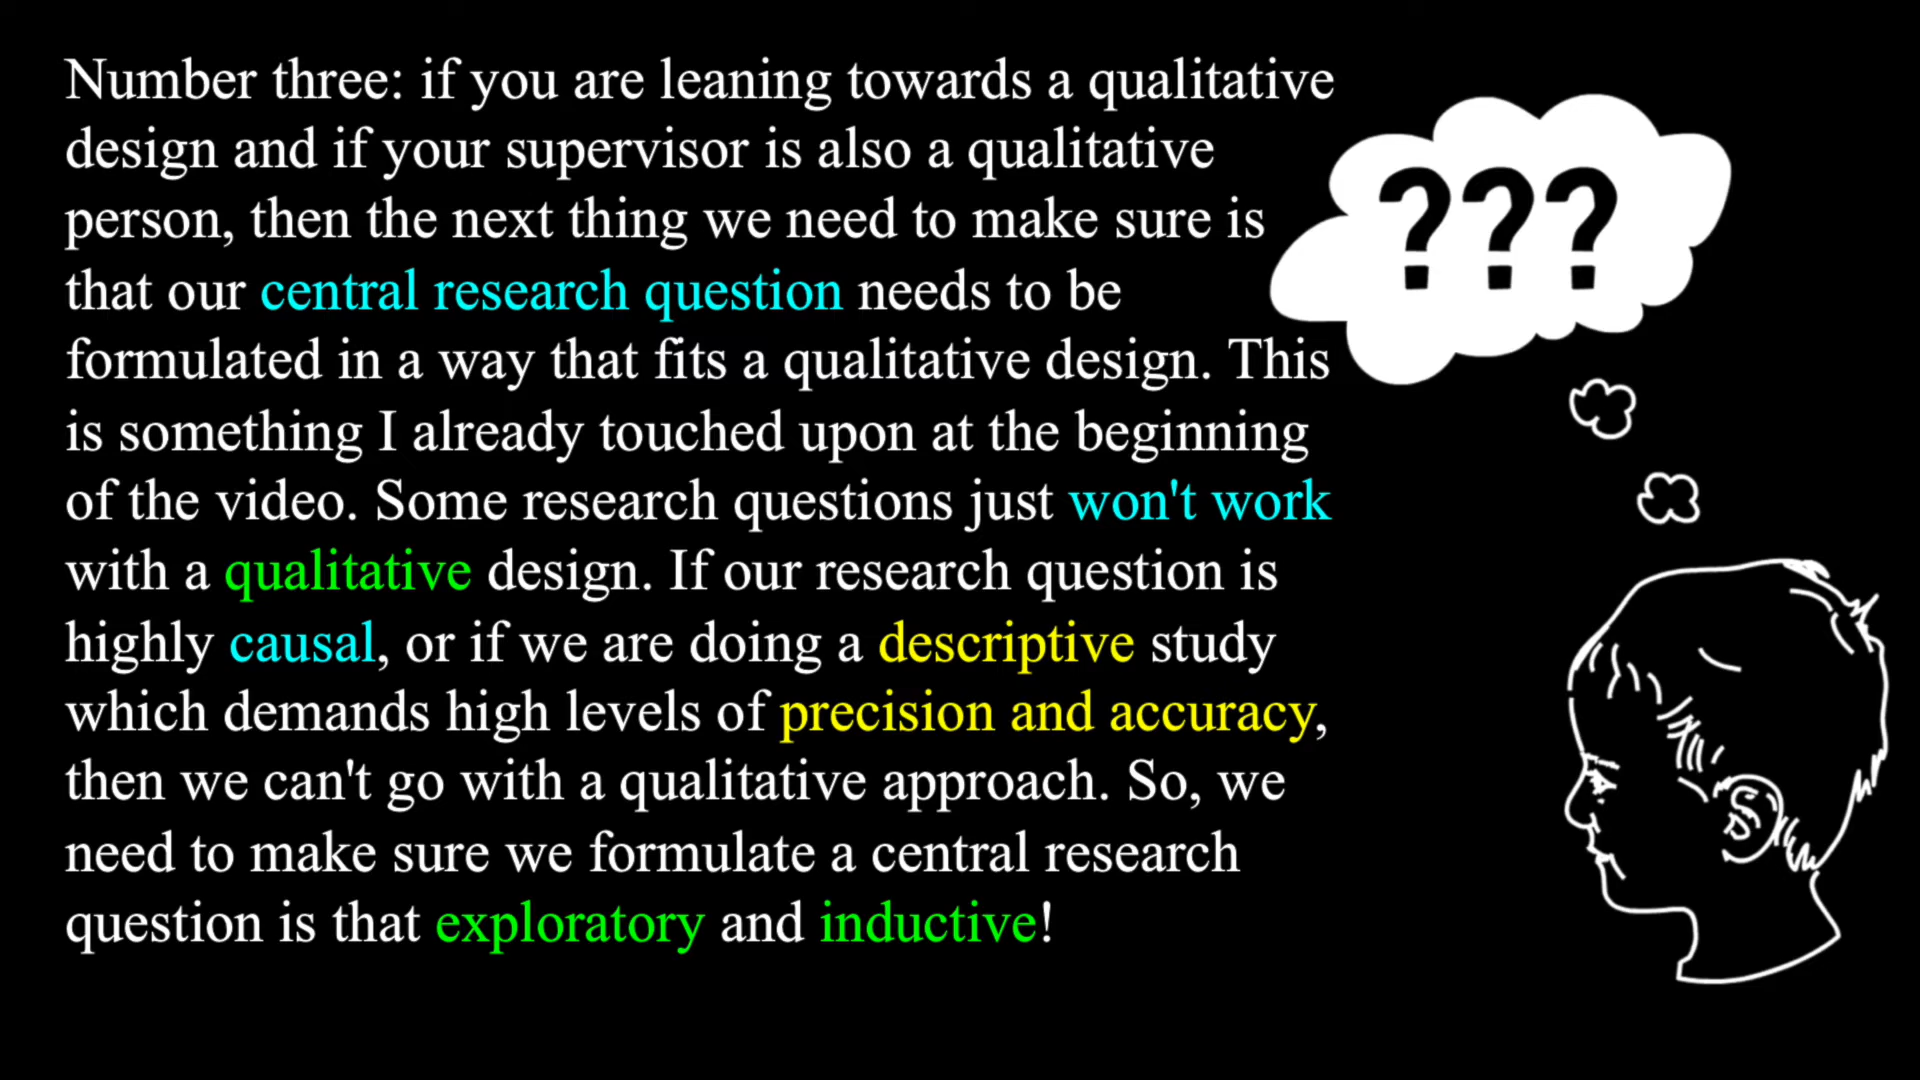 Number three: if you are leaning towards a qualitative
design and if your supervisor is also a qualitative
person, then the next thing we need to make sure is
that our central research question needs to be
formulated in a way that fits a qualitative design. This
is something I already touched upon at the beginning
of the video. Some research questions just won't work
with a qualitative design. If our research question is
highly causal, or if we are doing a descriptive study
which demands high levels of precision and accuracy,
then we can't go with a qualitative approach. So, we
need to make sure we formulate a central research
question is that exploratory and inductive!
???